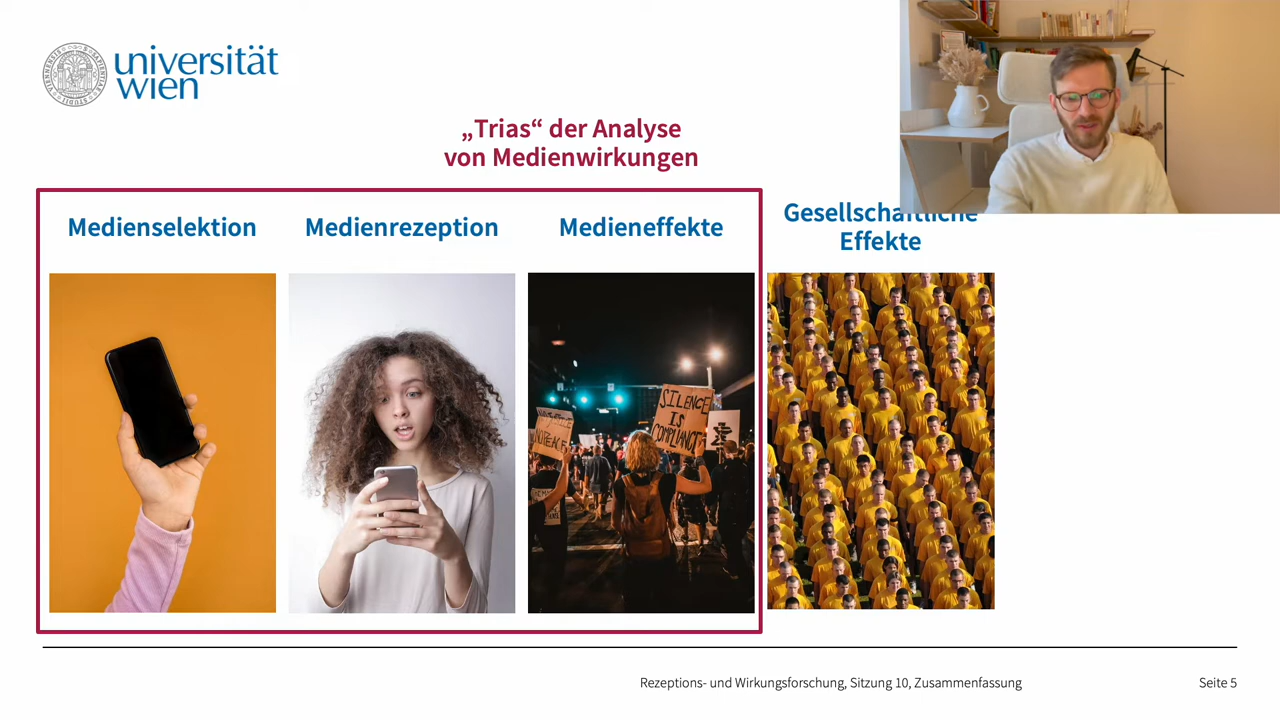 universität
wien
„Trias“ der Analyse
von Medienwirkungen
Medienselektion
Medienrezeption
Medieneffekte
Gesellschaftliche
Effekte
SILENCE
IS
COMPLIANCE
Rezeptions- und Wirkungsforschung, Sitzung 10, Zusammenfassung
Seite 5